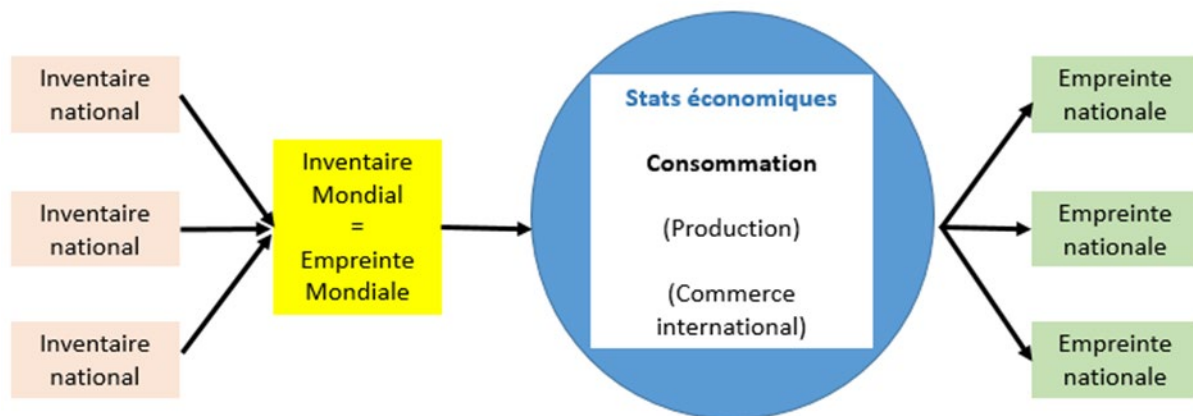 Inventaire
national
Inventaire
national
Inventaire
national
Inventaire
Mondial
=
Empreinte
Mondiale
Stats économiques
Consommation
(Production)
(Commerce
international)
Empreinte
nationale
Empreinte
nationale
Empreinte
nationale